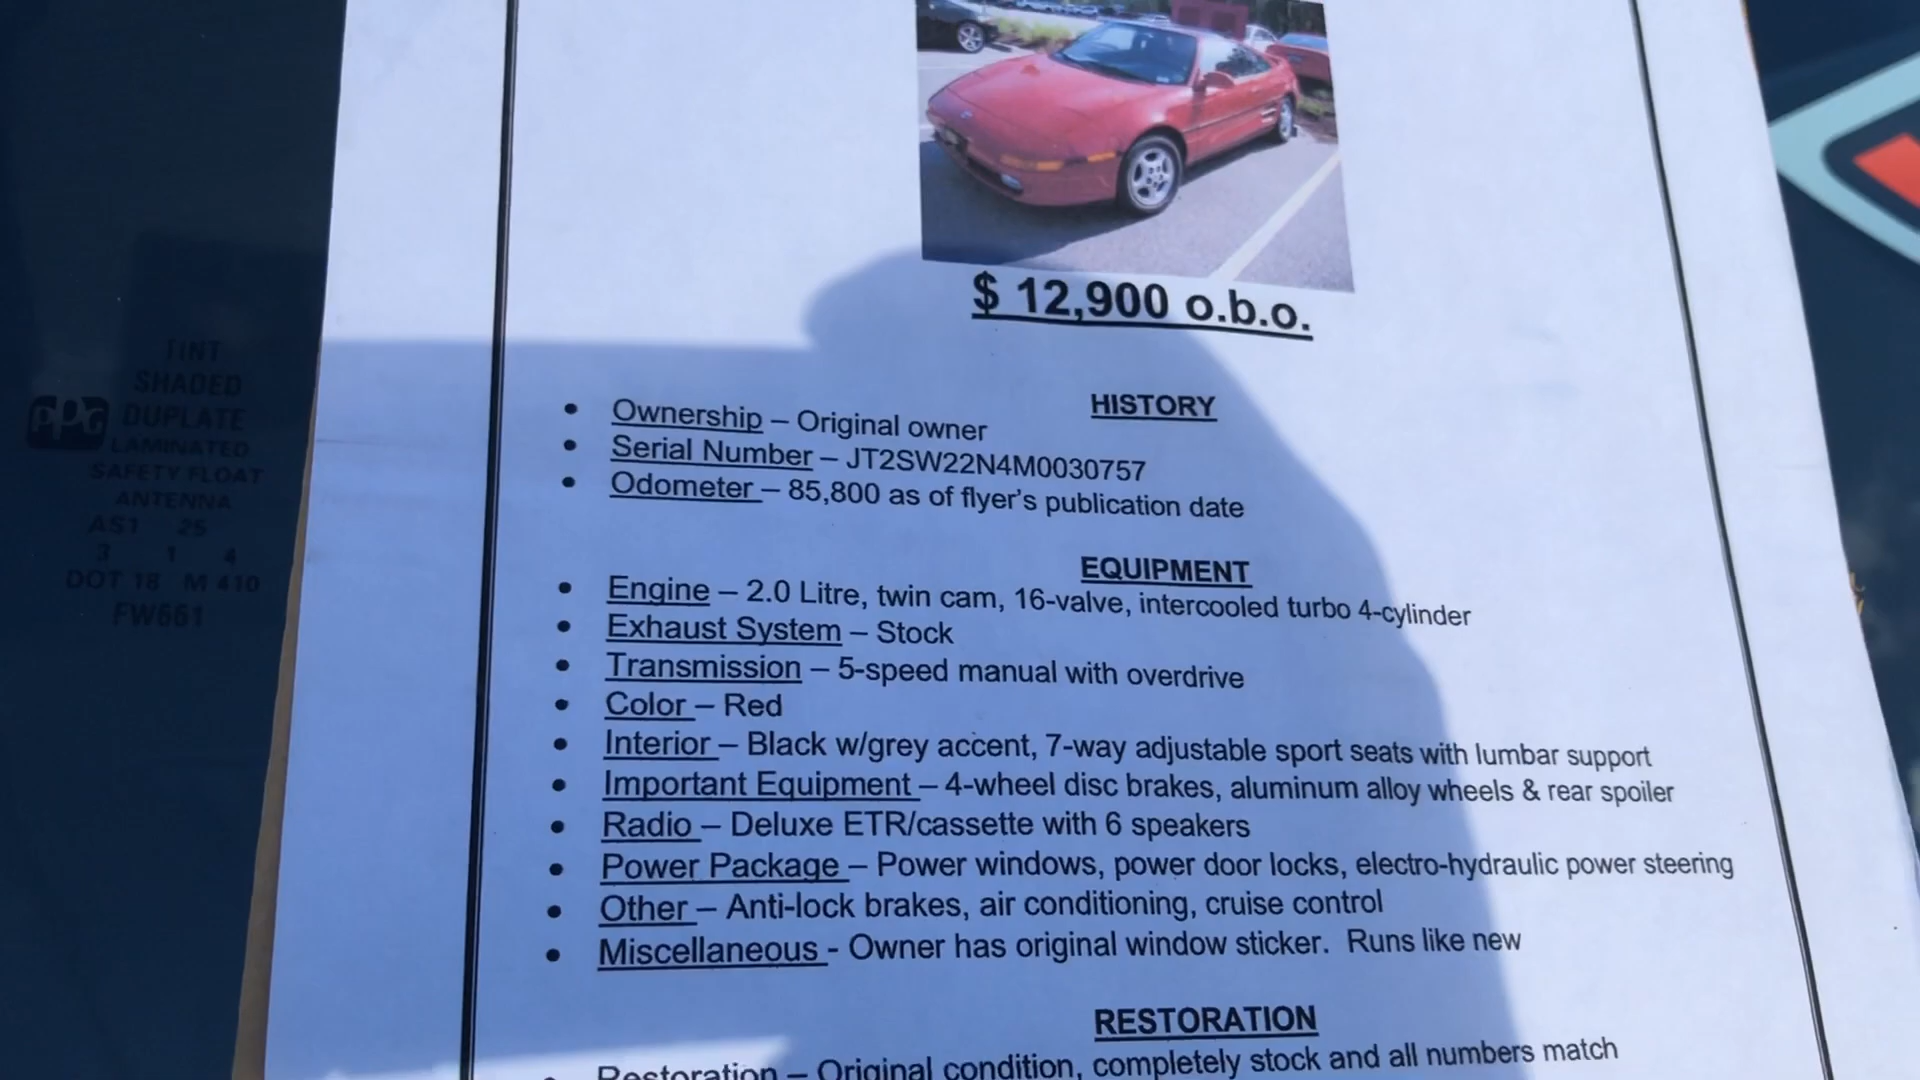 $ 12,900 o.b.o.
HISTORY
• Ownership – Original owner
• Serial Number – JT2SW22N4M0030757
• Odometer – 85,800 as of flyer's publication date
EQUIPMENT
• Engine – 2.0 Litre, twin cam, 16-valve, intercooled turbo 4-cylinder
• Exhaust System – Stock
• Transmission – 5-speed manual with overdrive
• Color – Red
• Interior – Black w/grey accent, 7-way adjustable sport seats with lumbar support
• Important Equipment – 4-wheel disc brakes, aluminum alloy wheels & rear spoiler
• Radio – Deluxe ETR/cassette with 6 speakers
• Power Package – Power windows, power door locks, electro-hydraulic power steering
• Other – Anti-lock brakes, air conditioning, cruise control
• Miscellaneous - Owner has original window sticker. Runs like new
RESTORATION
• Restoration – Original condition, completely stock and all numbers match
TINT
SHADED
PPG DUPLATE
LAMINATED
SAFETY FLOAT
ANTENNA
AS1 25
3 1 4
DOT 18 M 410
FW661